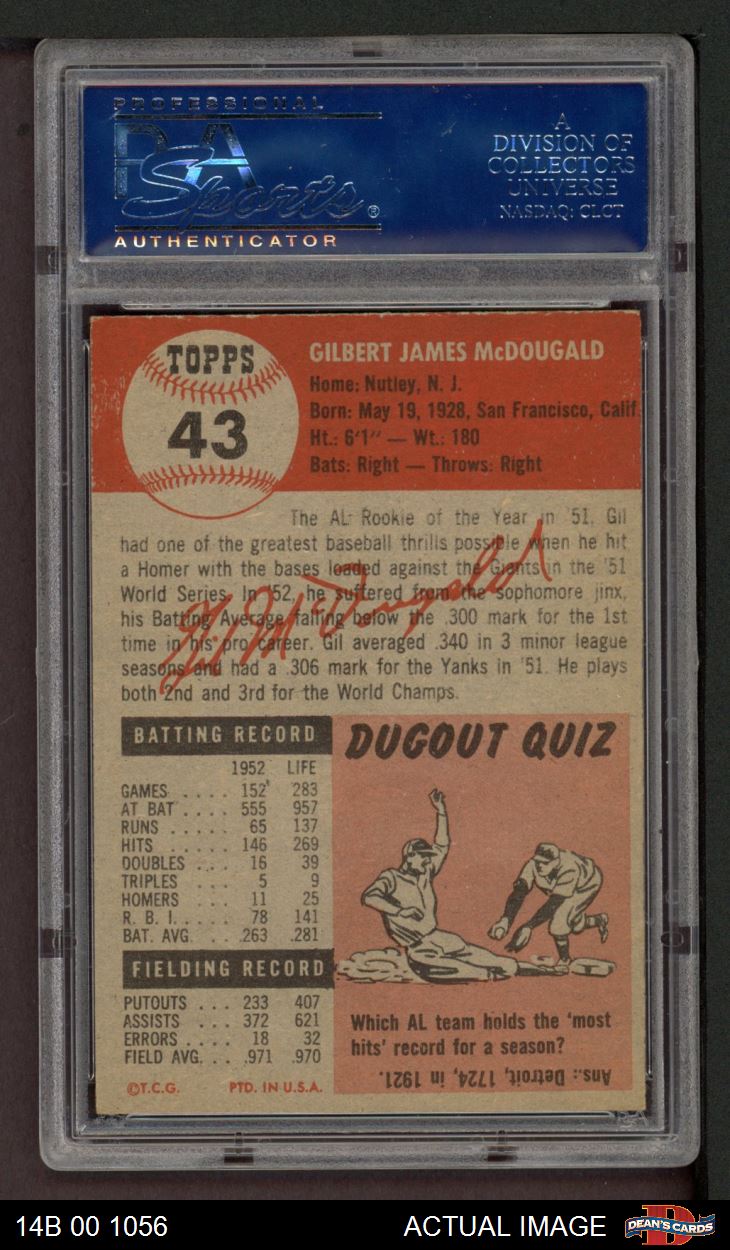 PROFESSIONAL
PSA
Sports®
AUTHENTICATOR
A
DIVISION OF
COLLECTORS
UNIVERSE
NASDAQ: CLCT
TOPPS
43
GILBERT JAMES McDOUGALD
Home: Nutley, N. J.
Born: May 19, 1928, San Francisco, Calif.
Ht.: 6'1" — Wt.: 180
Bats: Right — Throws: Right
The AL Rookie of the Year in '51, Gil
had one of the greatest baseball thrills possible when he hit
a Homer with the bases loaded against the Giants in the '51
World Series. In '52, he suffered from the sophomore jinx,
his Batting Average falling below the .300 mark for the 1st
time in his pro career. Gil averaged .340 in 3 minor league
seasons and had a .306 mark for the Yanks in '51. He plays
both 2nd and 3rd for the World Champs.
Gil McDougald
BATTING RECORD
1952 LIFE
GAMES .... 152 283
AT BAT .... 555 957
RUNS ..... 65 137
HITS ..... 146 269
DOUBLES .. 16 39
TRIPLES ... 5 9
HOMERS ... 11 25
R. B. I. .... 78 141
BAT. AVG. .263 .281
FIELDING RECORD
PUTOUTS ... 233 407
ASSISTS ... 372 621
ERRORS .... 18 32
FIELD AVG. .. .971 .970
©T.C.G. PTD. IN U.S.A.
DUGOUT QUIZ
Which AL team holds the 'most
hits' record for a season?
Ans.: Detroit, 1724, in 1921.
14B 00 1056
ACTUAL IMAGE
D
DEAN'S CARDS